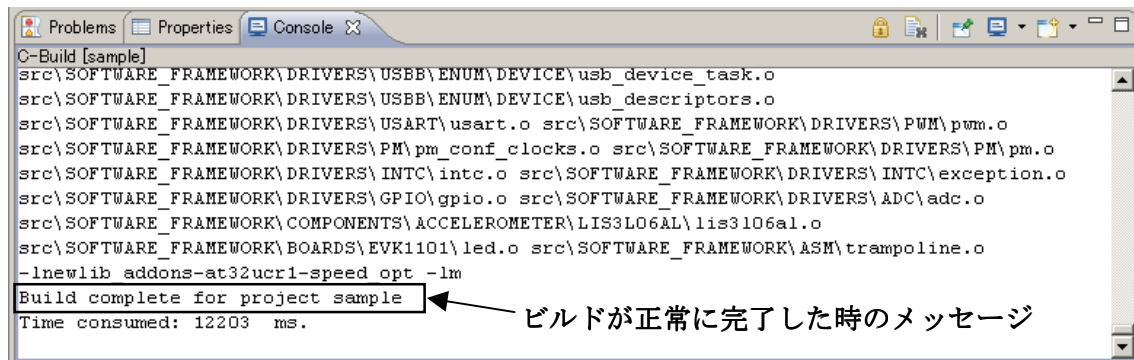 Problems Properties Console
C-Build [sample]
src\SOFTWARE_FRAMEWORK\DRIVERS\USBB\ENUM\DEVICE\usb_device_task.o
src\SOFTWARE_FRAMEWORK\DRIVERS\USBB\ENUM\DEVICE\usb_descriptors.o
src\SOFTWARE_FRAMEWORK\DRIVERS\USART\usart.o src\SOFTWARE_FRAMEWORK\DRIVERS\PWM\pwm.o
src\SOFTWARE_FRAMEWORK\DRIVERS\PM\pm_conf_clocks.o src\SOFTWARE_FRAMEWORK\DRIVERS\PM\pm.o
src\SOFTWARE_FRAMEWORK\DRIVERS\INTC\intc.o src\SOFTWARE_FRAMEWORK\DRIVERS\INTC\exception.o
src\SOFTWARE_FRAMEWORK\DRIVERS\GPIO\gpio.o src\SOFTWARE_FRAMEWORK\DRIVERS\ADC\adc.o
src\SOFTWARE_FRAMEWORK\COMPONENTS\ACCELEROMETER\LIS3L06AL\lis3l06al.o
src\SOFTWARE_FRAMEWORK\BOARDS\EVK1101\led.o src\SOFTWARE_FRAMEWORK\ASM\trampoline.o
-lnewlib_addons-at32ucr1-speed_opt -lm
Build complete for project sample
Time consumed: 12203 ms.
ビルドが正常に完了した時のメッセージ